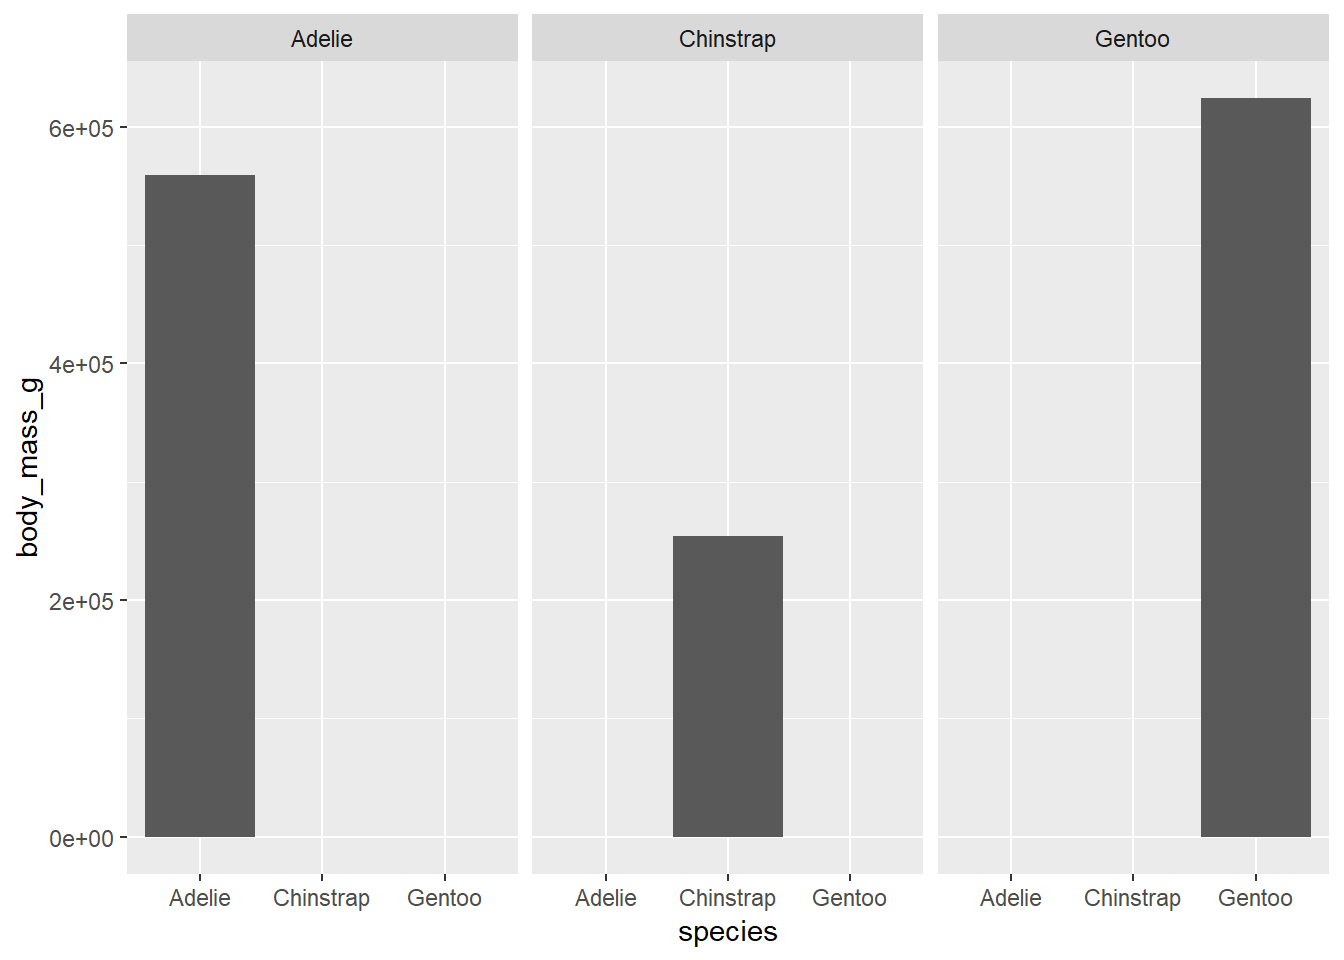 Adelie Chinstrap Gentoo
6e+05
4e+05
2e+05
0e+00
body_mass_g
Adelie Chinstrap Gentoo Adelie Chinstrap Gentoo Adelie Chinstrap Gentoo
species